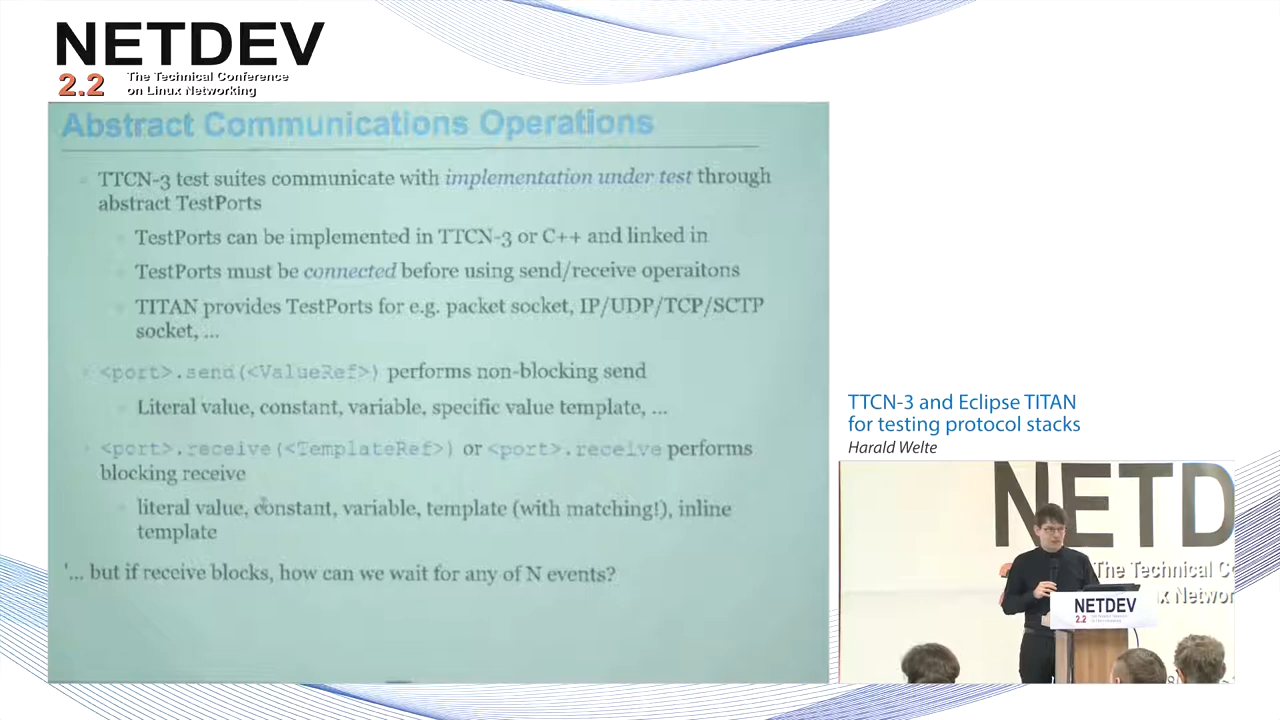 NETDEV
2.2 The Technical Conference
on Linux Networking
Abstract Communications Operations
TTCN-3 test suites communicate with implementation under test through
abstract TestPorts
TestPorts can be implemented in TTCN-3 or C++ and linked in
TestPorts must be connected before using send/receive operaitons
TITAN provides TestPorts for e.g. packet socket, IP/UDP/TCP/SCTP
socket, ...
<port>.send(<ValueRef>) performs non-blocking send
Literal value, constant, variable, specific value template, ...
<port>.receive(<TemplateRef>) or <port>.receive performs
blocking receive
literal value, constant, variable, template (with matching!), inline
template
'... but if receive blocks, how can we wait for any of N events?
TTCN-3 and Eclipse TITAN
for testing protocol stacks
Harald Welte
NETD
The Technical C
x Networ
NETDEV
2.2